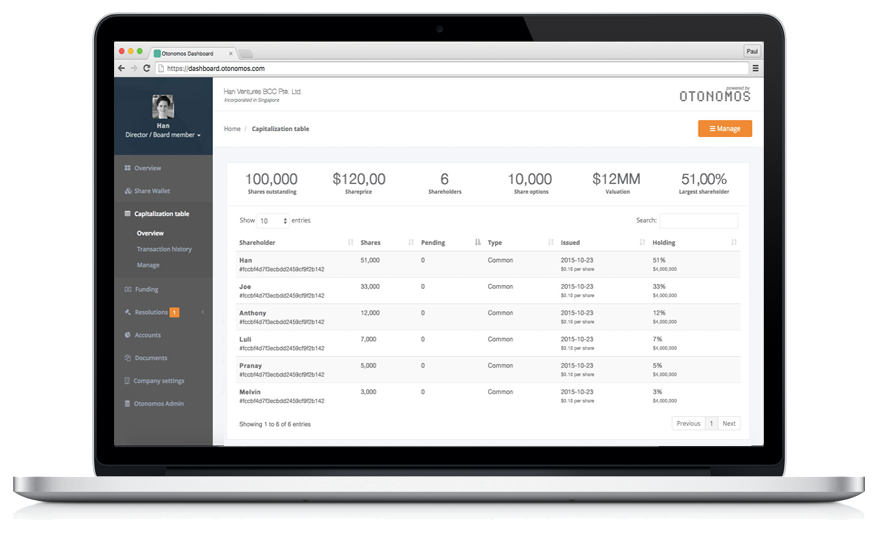 Otonomos Dashboard
Paul
https://dashboard.otonomos.com
Han
Director / Board member
Overview
Share Wallet
Capitalization table
Overview
Transaction history
Manage
Funding
Resolutions 1
Accounts
Documents
Company settings
Otonomos Admin
Han Ventures BCC Pte. Ltd.
Incorporated in Singapore
powered by
OTONOMOS
Home / Capitalization table
Manage
100,000 $120,00 6 10,000 $12MM 51,00%
Shares outstanding Shareprice Shareholders Share options Valuation Largest shareholder
Show 10 entries Search:
Shareholder Shares Pending Type Issued Holding
Han 51,000 0 Common 2015-10-23 51%
#fccbf4d7f3ecbdd2459cf9f2b142 $0.10 per share $4,000,000
Joe 33,000 0 Common 2015-10-23 33%
#fccbf4d7f3ecbdd2459cf9f2b142 $0.10 per share $4,000,000
Anthony 12,000 0 Common 2015-10-23 12%
#fccbf4d7f3ecbdd2459cf9f2b142 $0.10 per share $4,000,000
Luli 7,000 0 Common 2015-10-23 7%
#fccbf4d7f3ecbdd2459cf9f2b142 $0.10 per share $4,000,000
Pranay 5,000 0 Common 2015-10-23 5%
#fccbf4d7f3ecbdd2459cf9f2b142 $0.10 per share $4,000,000
Melvin 3,000 0 Common 2015-10-23 3%
#fccbf4d7f3ecbdd2459cf9f2b142 $0.10 per share $4,000,000
Showing 1 to 6 of 6 entries
Previous 1 Next